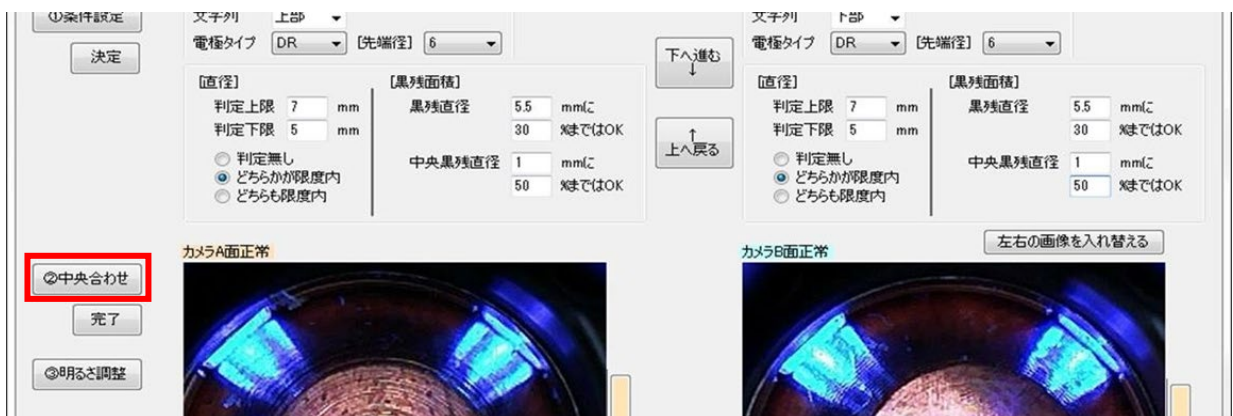 ①条件設定
決定
文字列 上部
電極タイプ DR [先端径] 6
[直径]
判定上限 7 mm
判定下限 5 mm
判定無し
どちらかが限度内
どちらも限度内
[黒残面積]
黒残直径 5.5 mmに
30 %まではOK
中央黒残直径 1 mmに
50 %まではOK
下へ進む
↓
↑
上へ戻る
文字列 下部
電極タイプ DR [先端径] 6
[直径]
判定上限 7 mm
判定下限 5 mm
判定無し
どちらかが限度内
どちらも限度内
[黒残面積]
黒残直径 5.5 mmに
30 %まではOK
中央黒残直径 1 mmに
50 %まではOK
左右の画像を入れ替える
②中央合わせ
完了
③明るさ調整
カメラA面正常
カメラB面正常